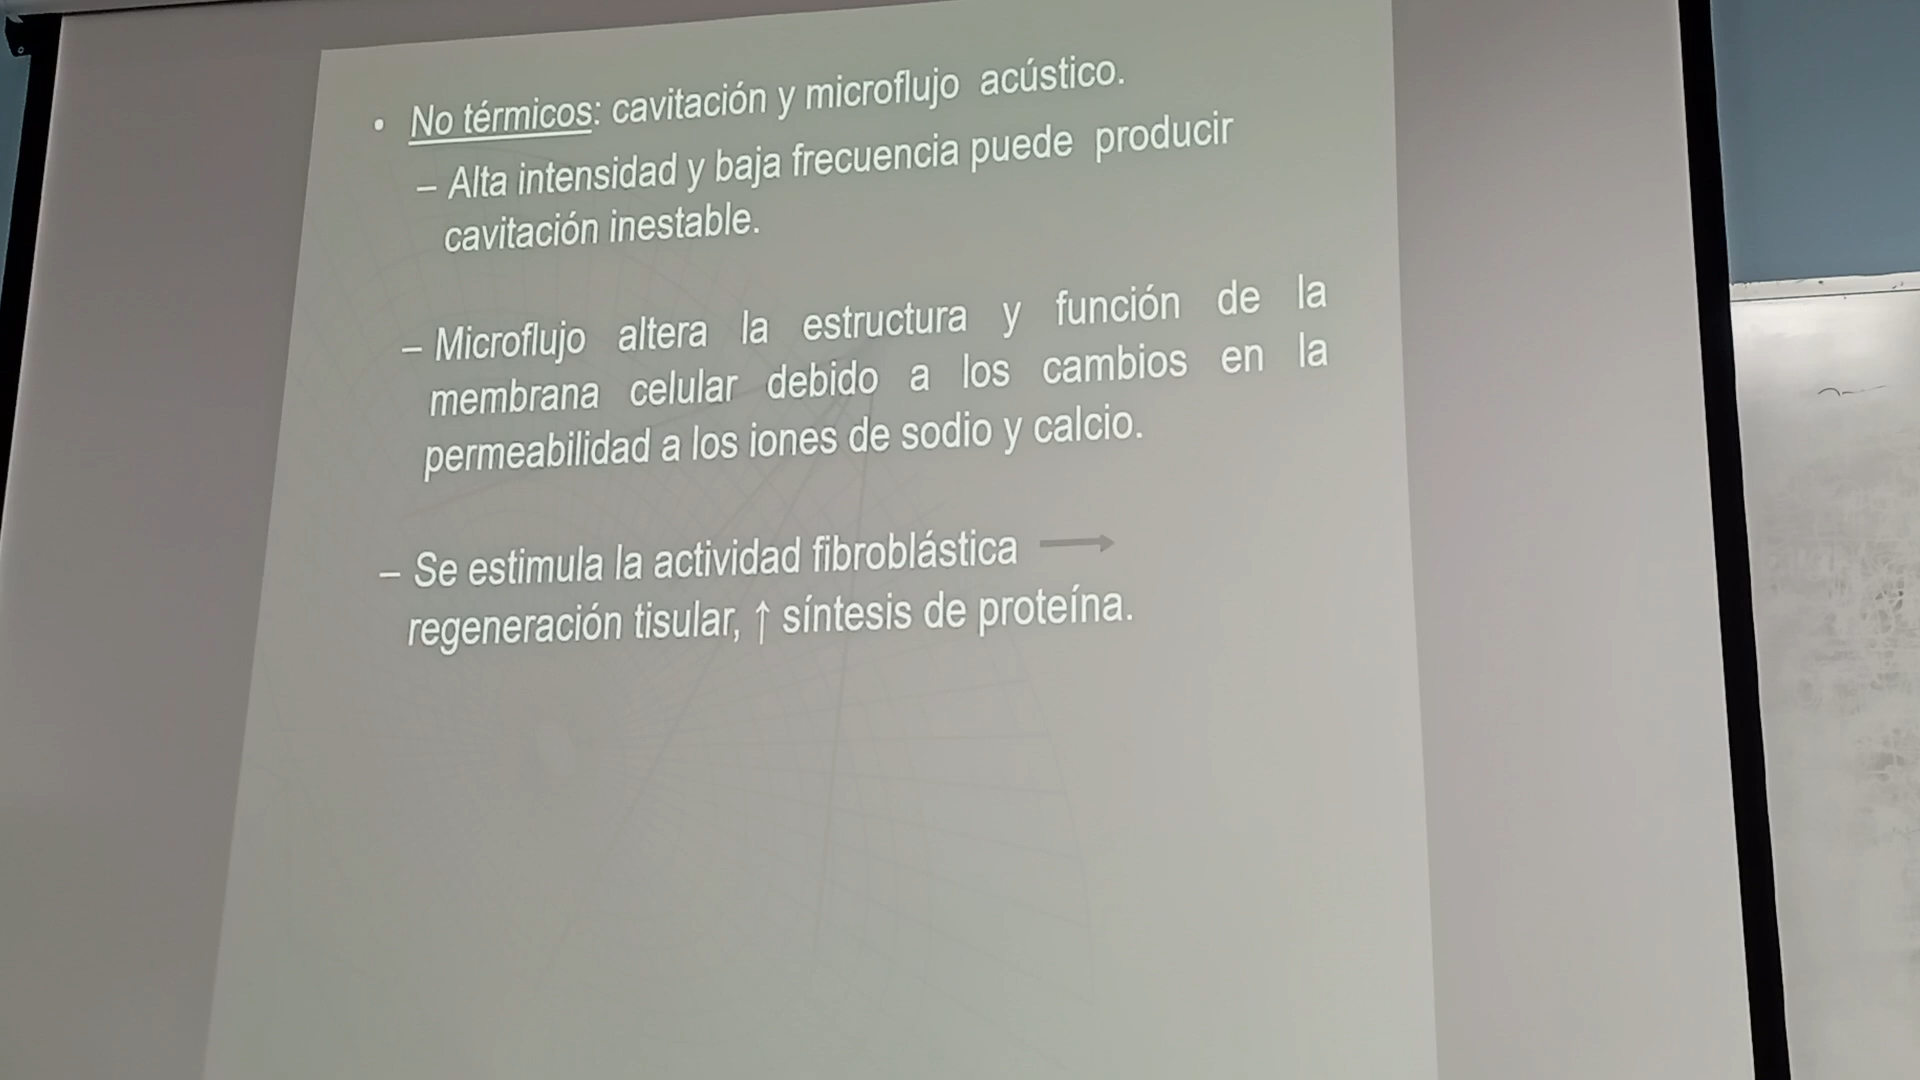 • No térmicos: cavitación y microflujo acústico.
– Alta intensidad y baja frecuencia puede producir
cavitación inestable.
– Microflujo altera la estructura y función de la
membrana celular debido a los cambios en la
permeabilidad a los iones de sodio y calcio.
– Se estimula la actividad fibroblástica →
regeneración tisular, ↑ síntesis de proteína.